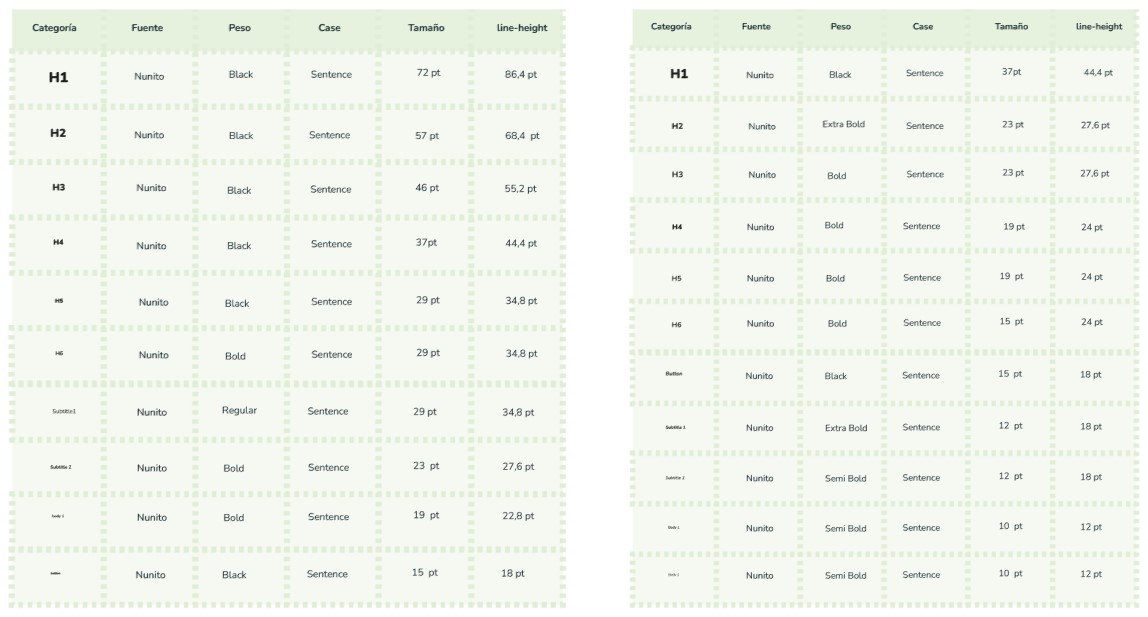 Categoría Fuente Peso Case Tamaño line-height
H1 Nunito Black Sentence 72 pt 86,4 pt
H2 Nunito Black Sentence 57 pt 68,4 pt
H3 Nunito Black Sentence 46 pt 55,2 pt
H4 Nunito Black Sentence 37pt 44,4 pt
H5 Nunito Black Sentence 29 pt 34,8 pt
H6 Nunito Bold Sentence 29 pt 34,8 pt
Subtitle1 Nunito Regular Sentence 29 pt 34,8 pt
Subtitle 2 Nunito Bold Sentence 23 pt 27,6 pt
body 1 Nunito Bold Sentence 19 pt 22,8 pt
Nunito Black Sentence 15 pt 18 pt
Categoría Fuente Peso Case Tamaño line-height
H1 Nunito Black Sentence 37pt 44,4 pt
H2 Nunito Extra Bold Sentence 23 pt 27,6 pt
H3 Nunito Bold Sentence 23 pt 27,6 pt
H4 Nunito Bold Sentence 19 pt 24 pt
H5 Nunito Bold Sentence 19 pt 24 pt
H6 Nunito Bold Sentence 15 pt 24 pt
Button Nunito Black Sentence 15 pt 18 pt
Subtitle 1 Nunito Extra Bold Sentence 12 pt 18 pt
Subtitle 2 Nunito Semi Bold Sentence 12 pt 18 pt
Body 1 Nunito Semi Bold Sentence 10 pt 12 pt
Nunito Semi Bold Sentence 10 pt 12 pt